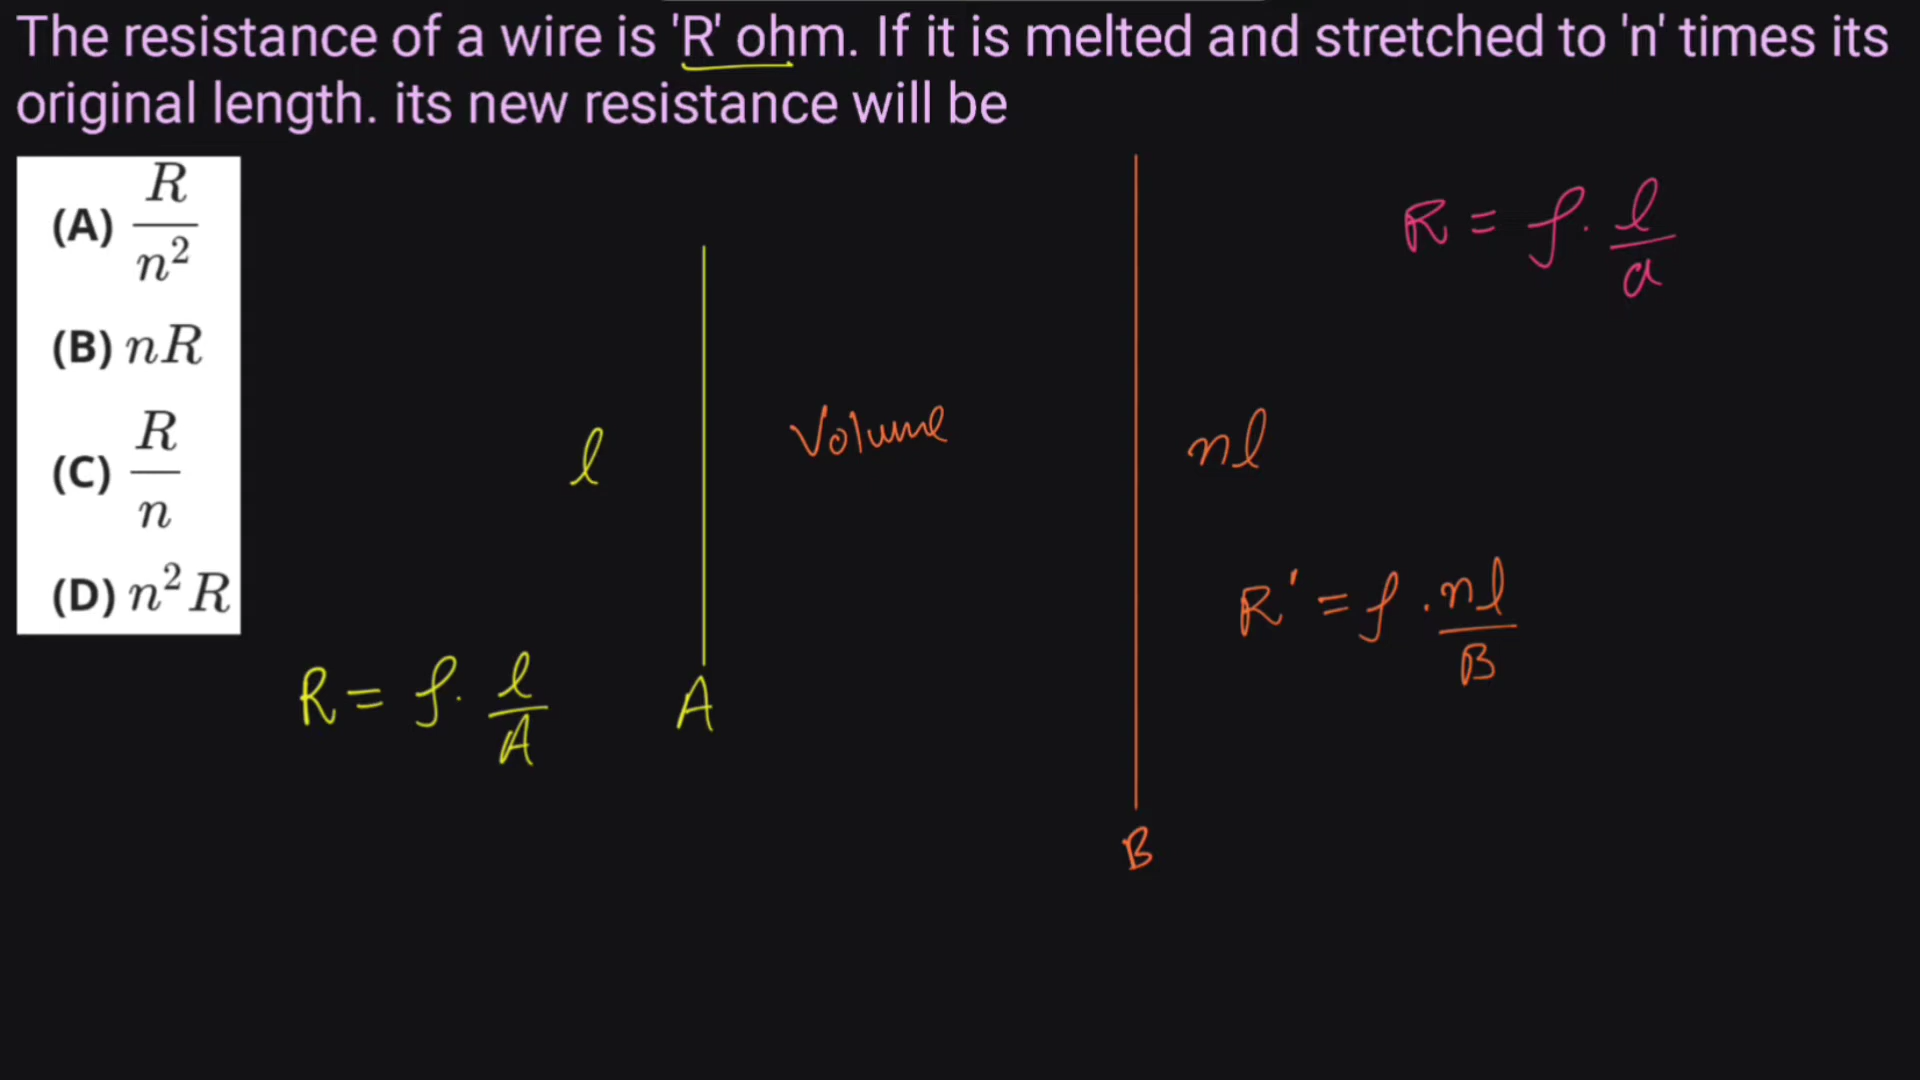 The resistance of a wire is 'R' ohm. If it is melted and stretched to 'n' times its
original length. its new resistance will be
(A) R/n²
(B) nR
(C) R/n
(D) n²R
R = ρ · l/a
l
Volume
nl
R' = ρ · nl/B
R = ρ · l/A
A
B